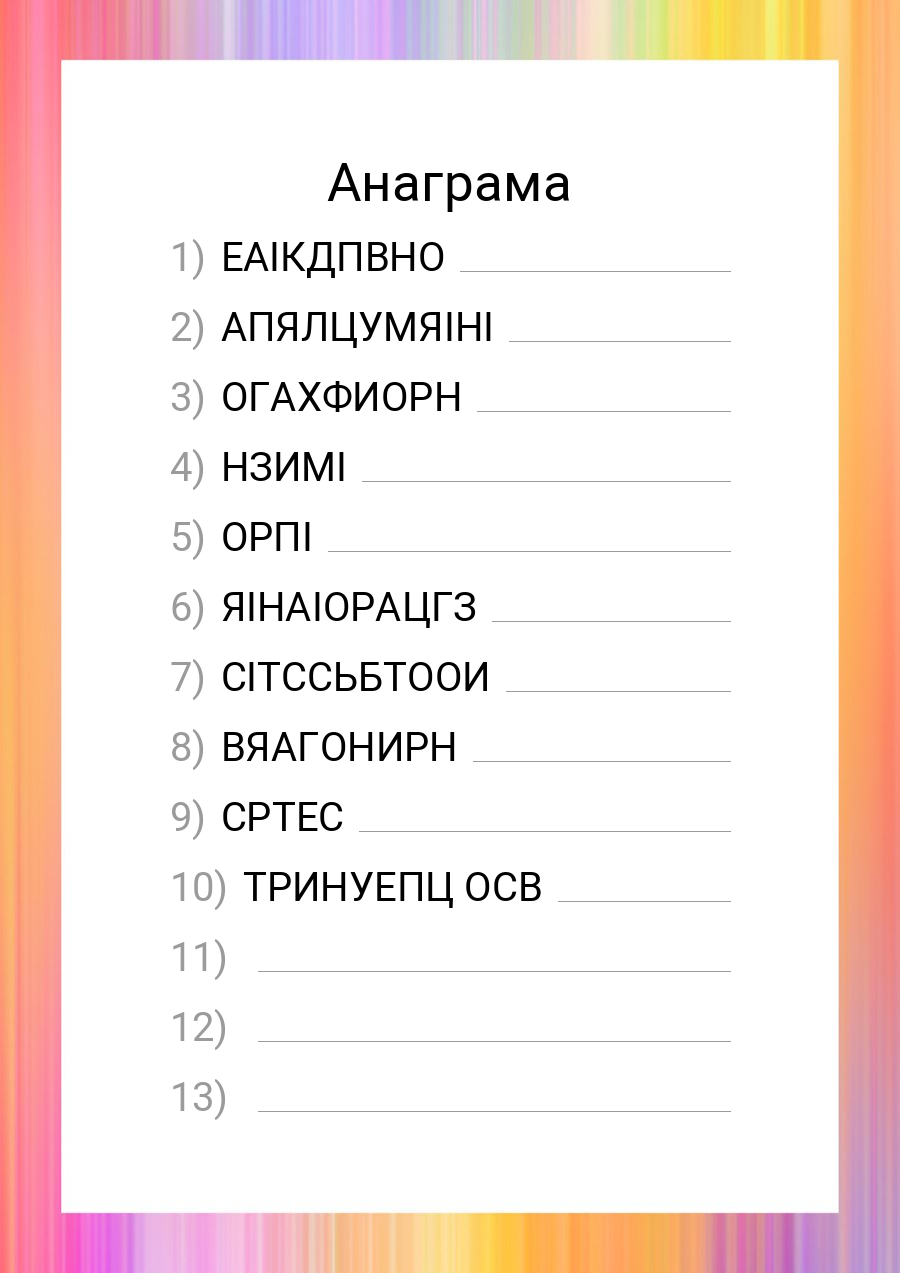 Анаграма
1) ЕАІКДПВНО
2) АПЯЛЦУМЯІНІ
3) ОГАХФИОРН
4) НЗИМІ
5) ОРПІ
6) ЯІНАІОРАЦГЗ
7) СІТССЬБТООИ
8) ВЯАГОНИРН
9) СРТЕС
10) ТРИНУЕПЦ ОСВ
11)
12)
13)